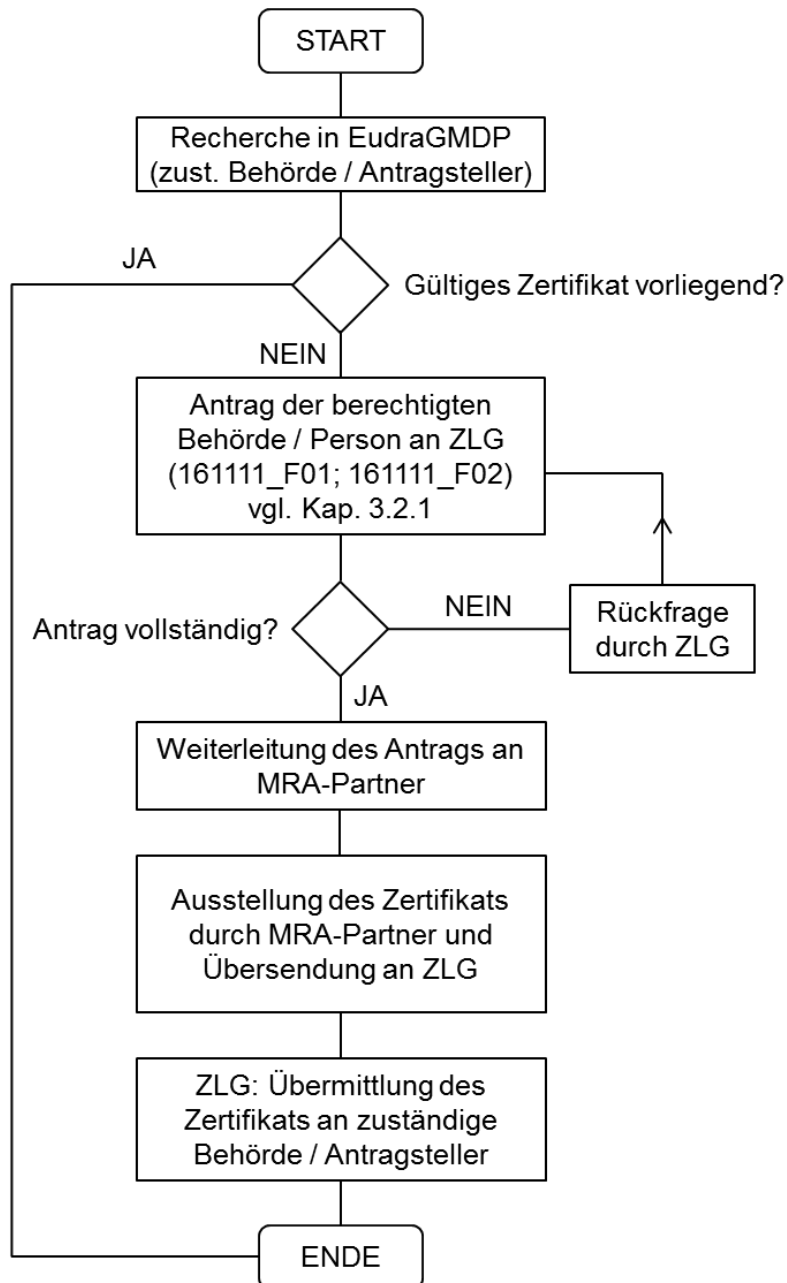 START
Recherche in EudraGMDP
(zust. Behörde / Antragsteller)
JA
Gültiges Zertifikat vorliegend?
NEIN
Antrag der berechtigten
Behörde / Person an ZLG
(161111_F01; 161111_F02)
vgl. Kap. 3.2.1
Antrag vollständig?
NEIN
Rückfrage
durch ZLG
JA
Weiterleitung des Antrags an
MRA-Partner
Ausstellung des Zertifikats
durch MRA-Partner und
Übersendung an ZLG
ZLG: Übermittlung des
Zertifikats an zuständige
Behörde / Antragsteller
ENDE